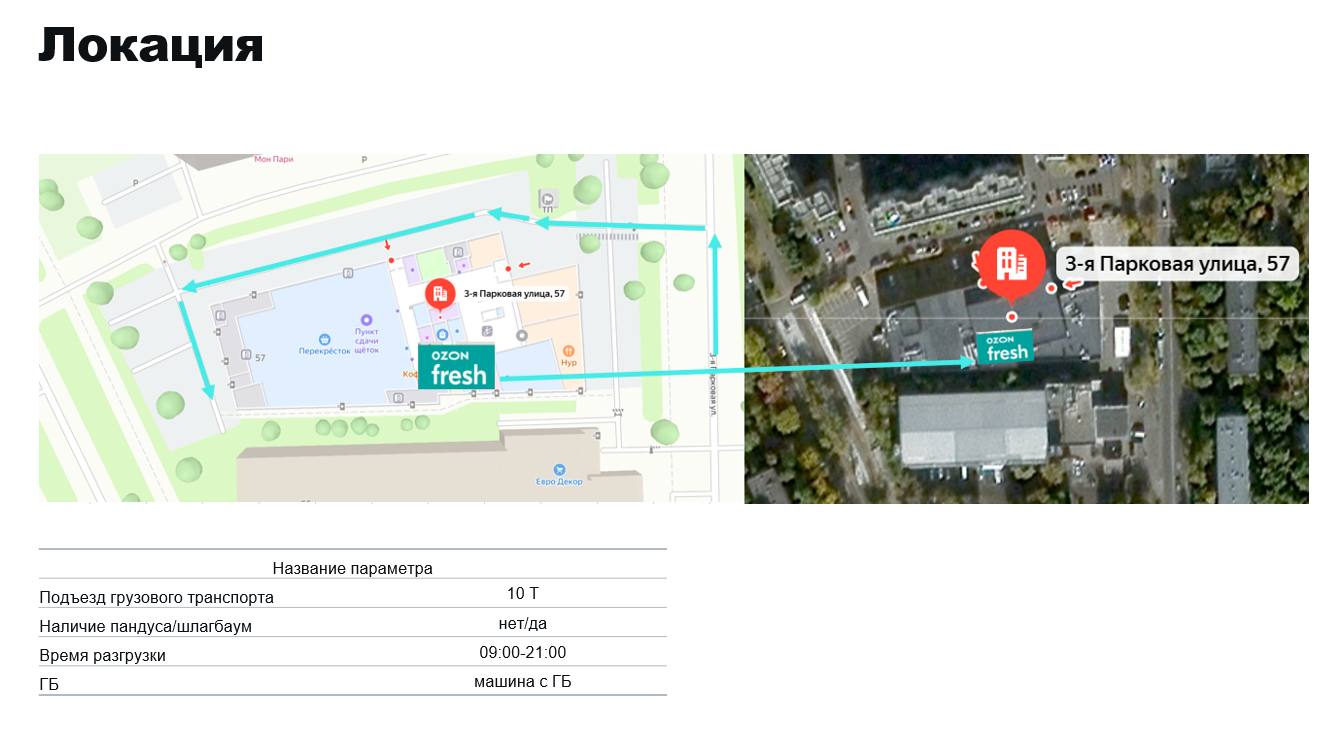 Локация
Мон Пари
P
P
ТП
3-я Парковая улица, 57
Пункт
сдачи
щёток
Перекрёсток
57
Коф
OZON
fresh
Нур
3-я Парковая ул.
Евро Декор
3-я Парковая улица, 57
OZON
fresh
Название параметра
Подъезд грузового транспорта 10 Т
Наличие пандуса/шлагбаум нет/да
Время разгрузки 09:00-21:00
ГБ машина с ГБ